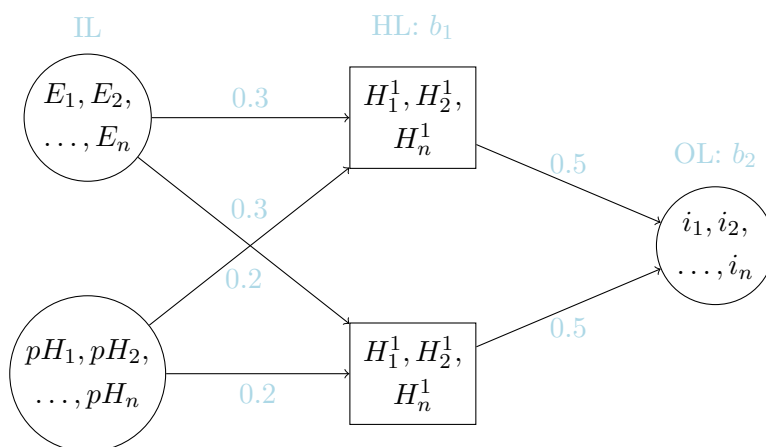 IL
HL: $b_1$
$E_1, E_2,$
$\ldots, E_n$
0.3
$H_1^1, H_2^1,$
$H_n^1$
OL: $b_2$
0.5
0.3
$i_1, i_2,$
$\ldots, i_n$
0.2
0.5
$pH_1, pH_2,$
$\ldots, pH_n$
0.2
$H_1^1, H_2^1,$
$H_n^1$